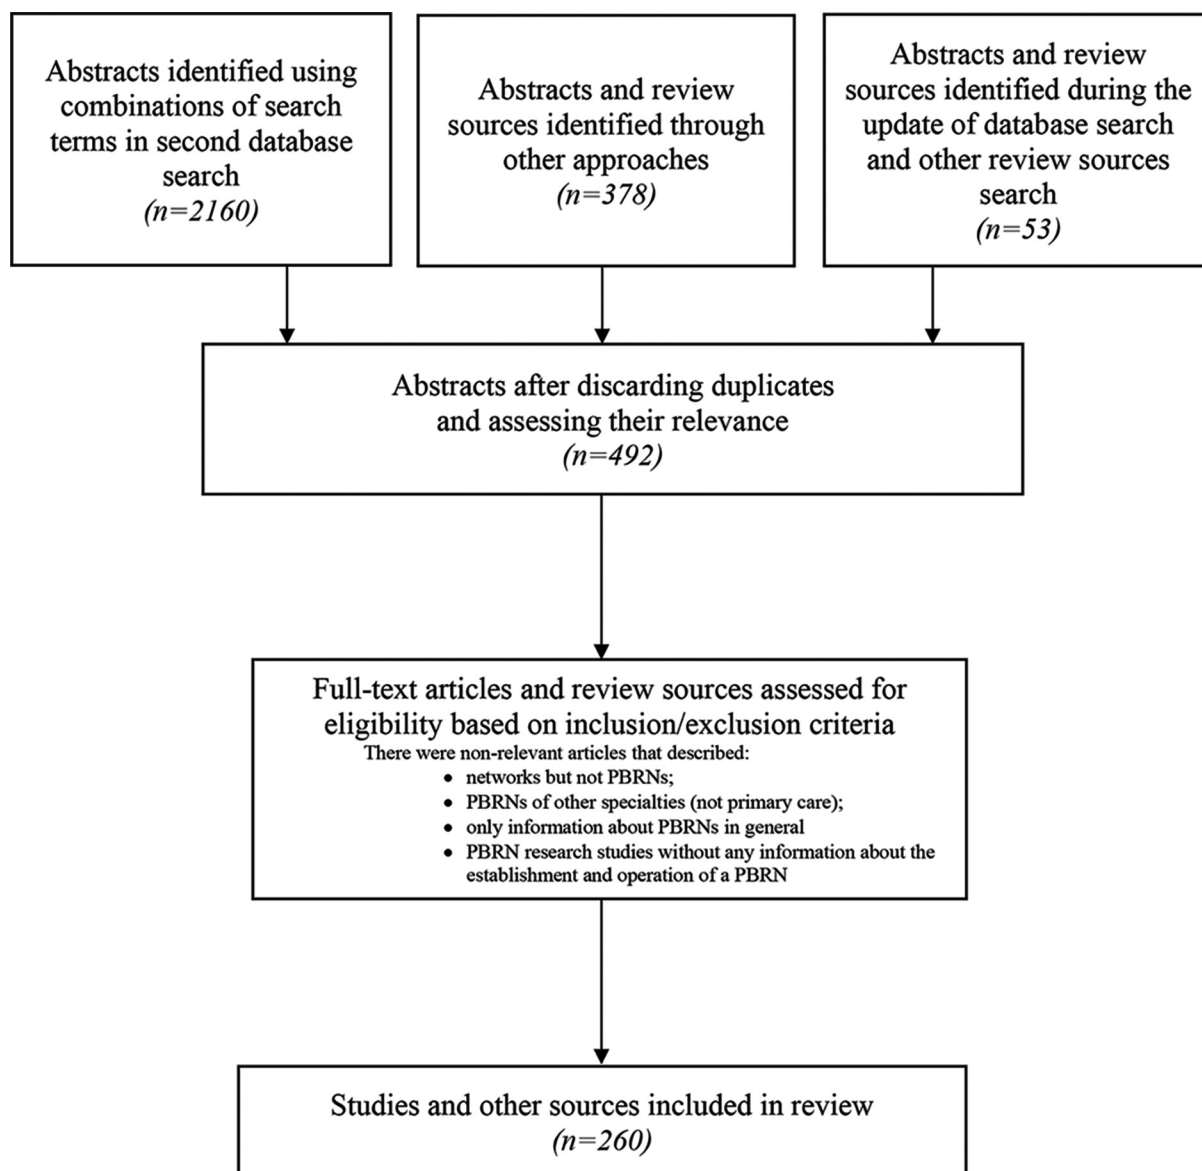 Abstracts identified using
combinations of search
terms in second database
search
(n=2160)
Abstracts and review
sources identified through
other approaches
(n=378)
Abstracts and review
sources identified during the
update of database search
and other review sources
search
(n=53)
Abstracts after discarding duplicates
and assessing their relevance
(n=492)
Full-text articles and review sources assessed for
eligibility based on inclusion/exclusion criteria
There were non-relevant articles that described:
• networks but not PBRNs;
• PBRNs of other specialties (not primary care);
• only information about PBRNs in general
• PBRN research studies without any information about the
establishment and operation of a PBRN
Studies and other sources included in review
(n=260)